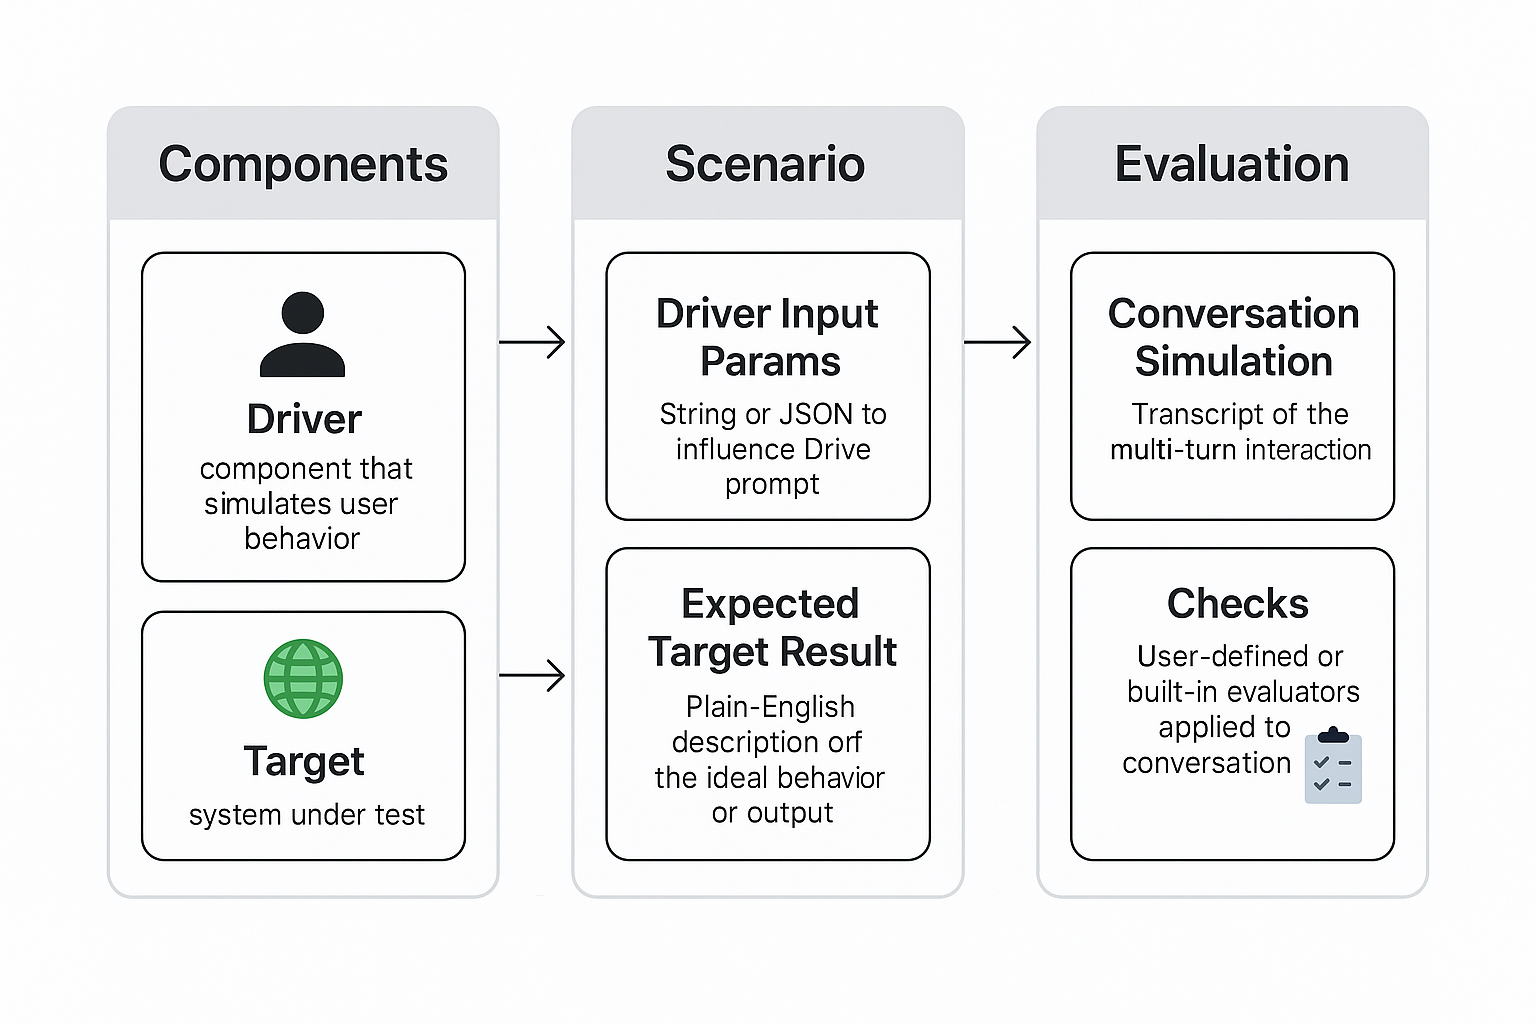 Components
Driver
component that
simulates user
behavior
Target
system under test
Scenario
Driver Input
Params
String or JSON to
influence Drive
prompt
Expected
Target Result
Plain-English
description orf
the ideal behavior
or output
Evaluation
Conversation
Simulation
Transcript of the
multi-turn interaction
Checks
User-defined or
built-in evaluators
applied to
conversation